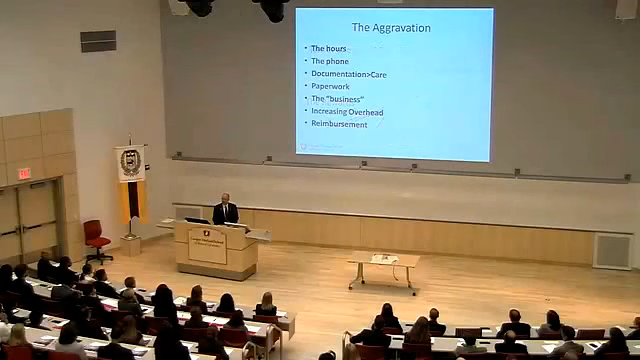 The Aggravation
• The hours
• The phone
• Documentation>Care
• Paperwork
• The "business"
• Increasing Overhead
• Reimbursement